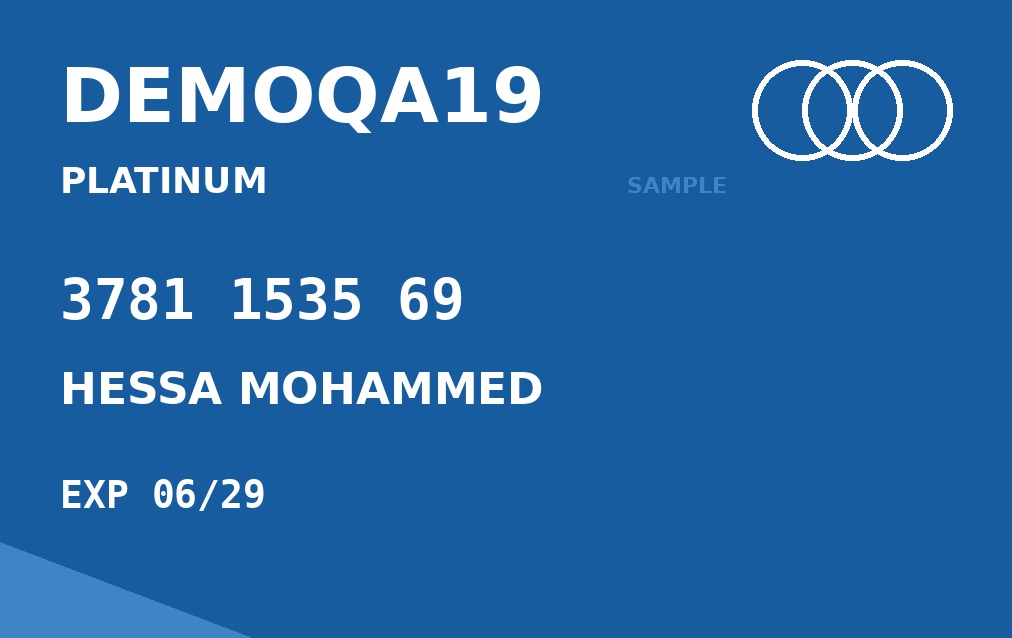 DEMOQA19
PLATINUM
SAMPLE
3781 1535 69
HESSA MOHAMMED
EXP 06/29